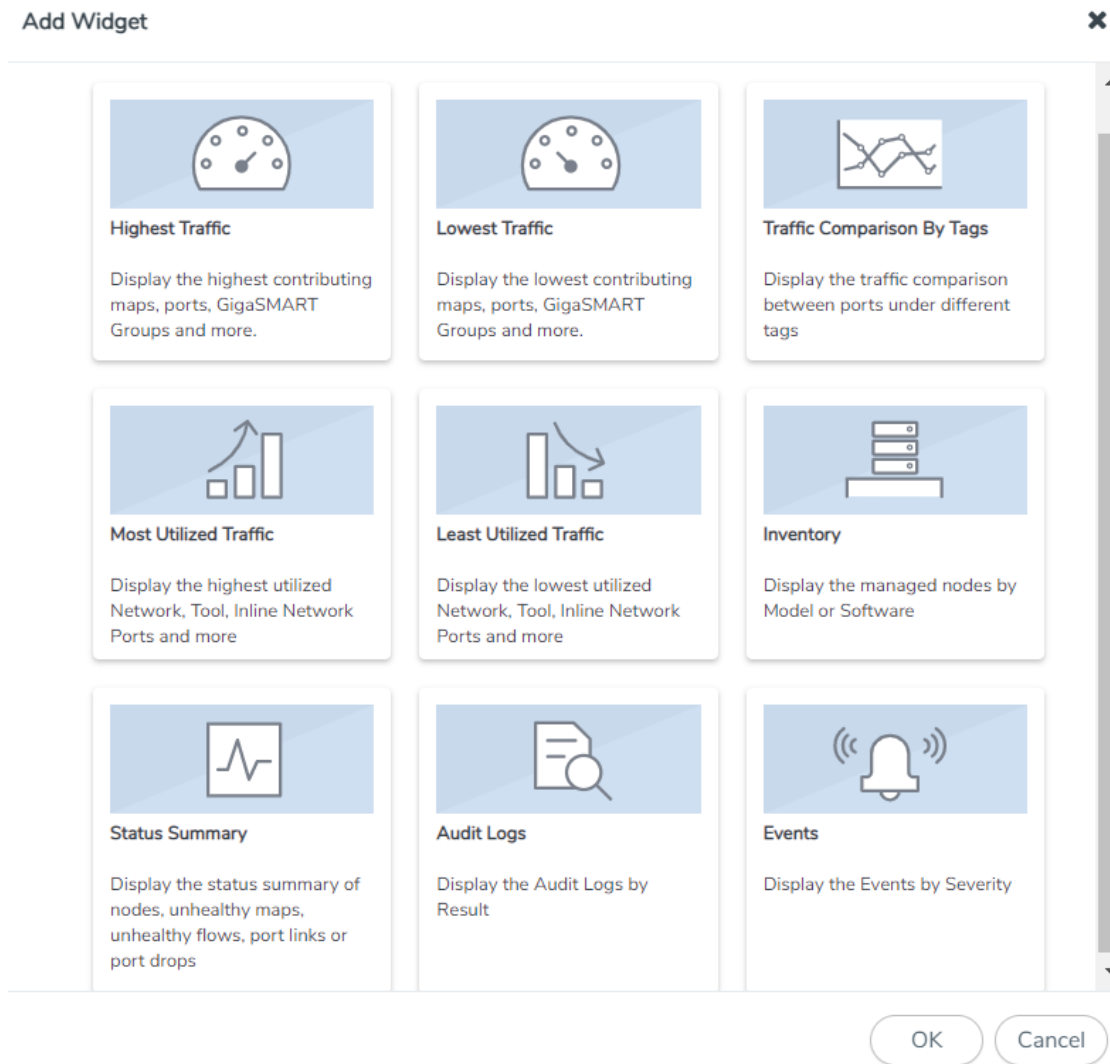 Add Widget
Highest Traffic
Display the highest contributing
maps, ports, GigaSMART
Groups and more.
Lowest Traffic
Display the lowest contributing
maps, ports, GigaSMART
Groups and more.
Traffic Comparison By Tags
Display the traffic comparison
between ports under different
tags
Most Utilized Traffic
Display the highest utilized
Network, Tool, Inline Network
Ports and more
Least Utilized Traffic
Display the lowest utilized
Network, Tool, Inline Network
Ports and more
Inventory
Display the managed nodes by
Model or Software
Status Summary
Display the status summary of
nodes, unhealthy maps,
unhealthy flows, port links or
port drops
Audit Logs
Display the Audit Logs by
Result
Events
Display the Events by Severity
OK
Cancel